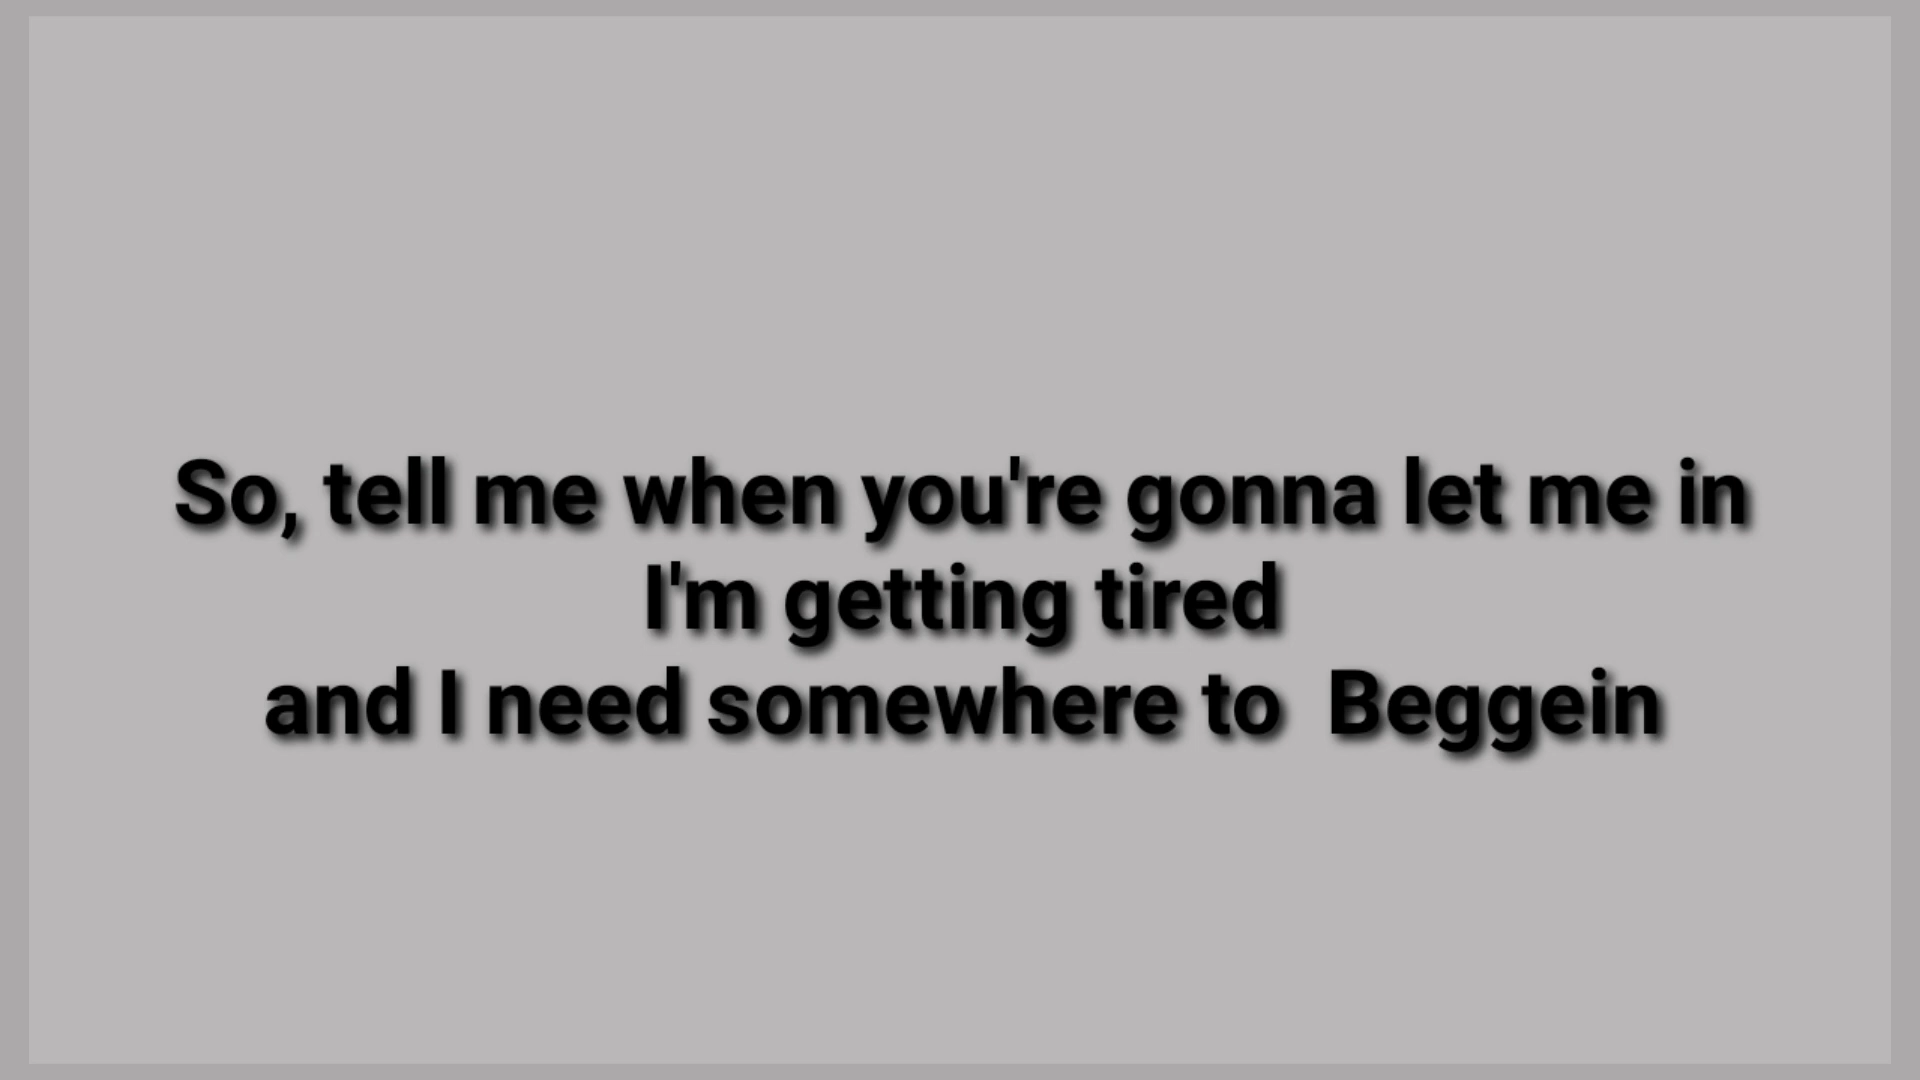 So, tell me when you're gonna let me in
I'm getting tired
and I need somewhere to  Beggein